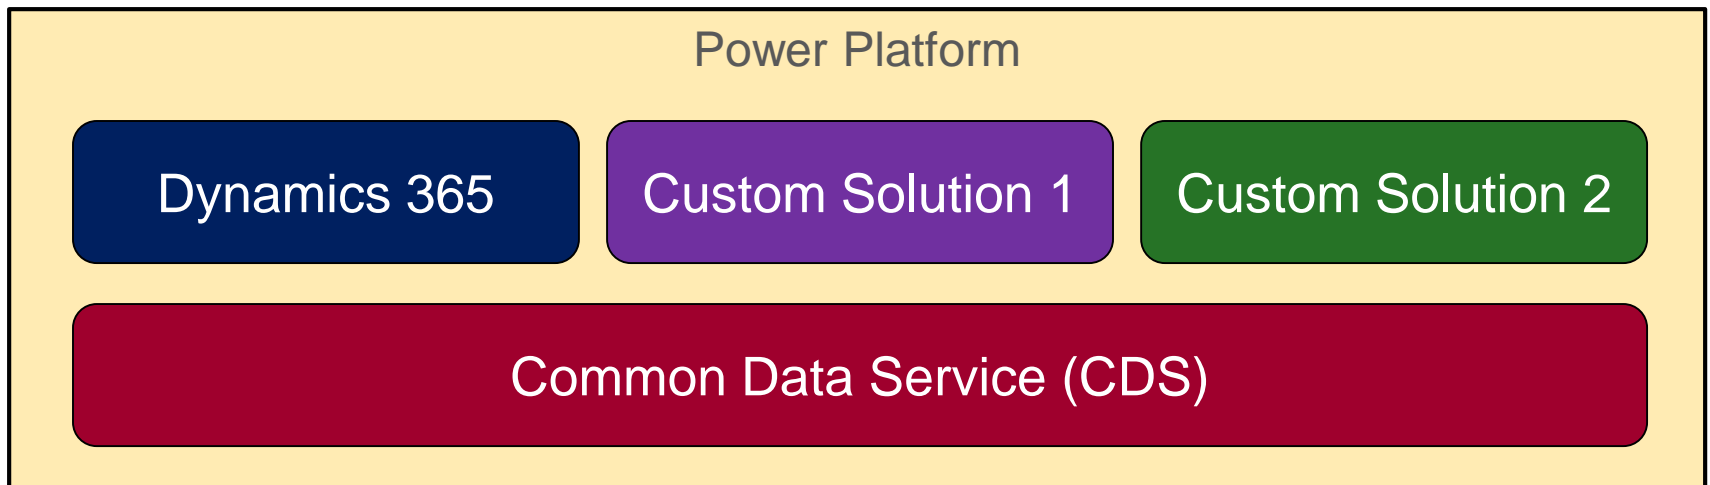 Power Platform
Dynamics 365
Custom Solution 1
Custom Solution 2
Common Data Service (CDS)